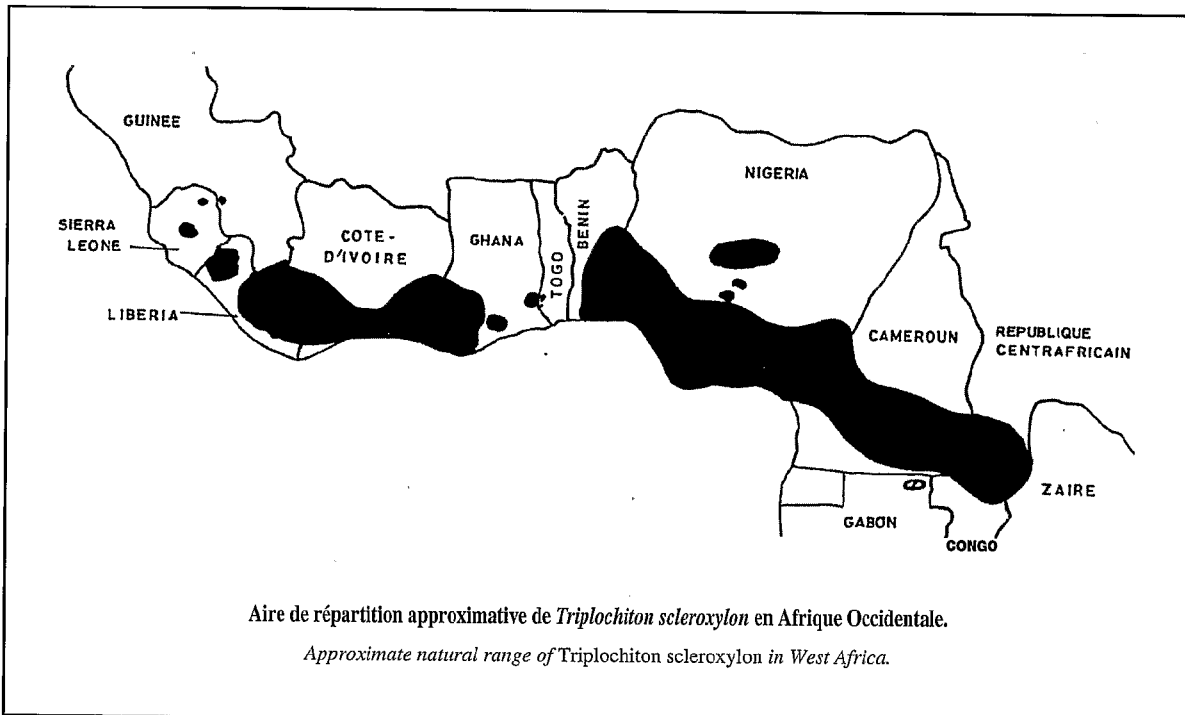 GUINEE
NIGERIA
SIERRA
LEONE
COTE-
D'IVOIRE
GHANA
TOGO
BENIN
LIBERIA
CAMEROUN
REPUBLIQUE
CENTRAFRICAIN
ZAIRE
GABON
CONGO
Aire de répartition approximative de Triplochiton scleroxylon en Afrique Occidentale.
Approximate natural range of Triplochiton scleroxylon in West Africa.